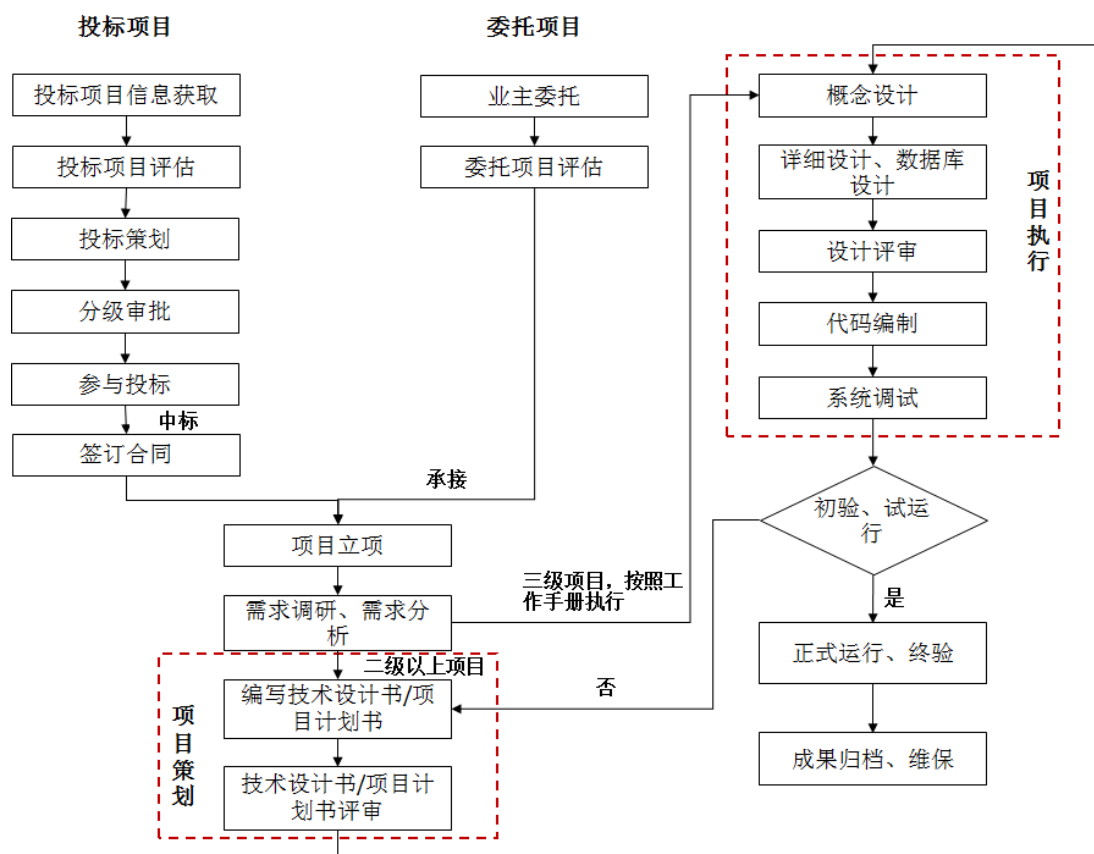 投标项目
投标项目信息获取
投标项目评估
投标策划
分级审批
参与投标
中标
签订合同
委托项目
业主委托
委托项目评估
承接
项目立项
需求调研、需求分
析
三级项目，按照工
作手册执行
二级以上项目
项目策划
编写技术设计书/项
目计划书
技术设计书/项目计
划书评审
项目执行
概念设计
详细设计、数据库
设计
设计评审
代码编制
系统调试
初验、试运
行
否
是
正式运行、终验
成果归档、维保